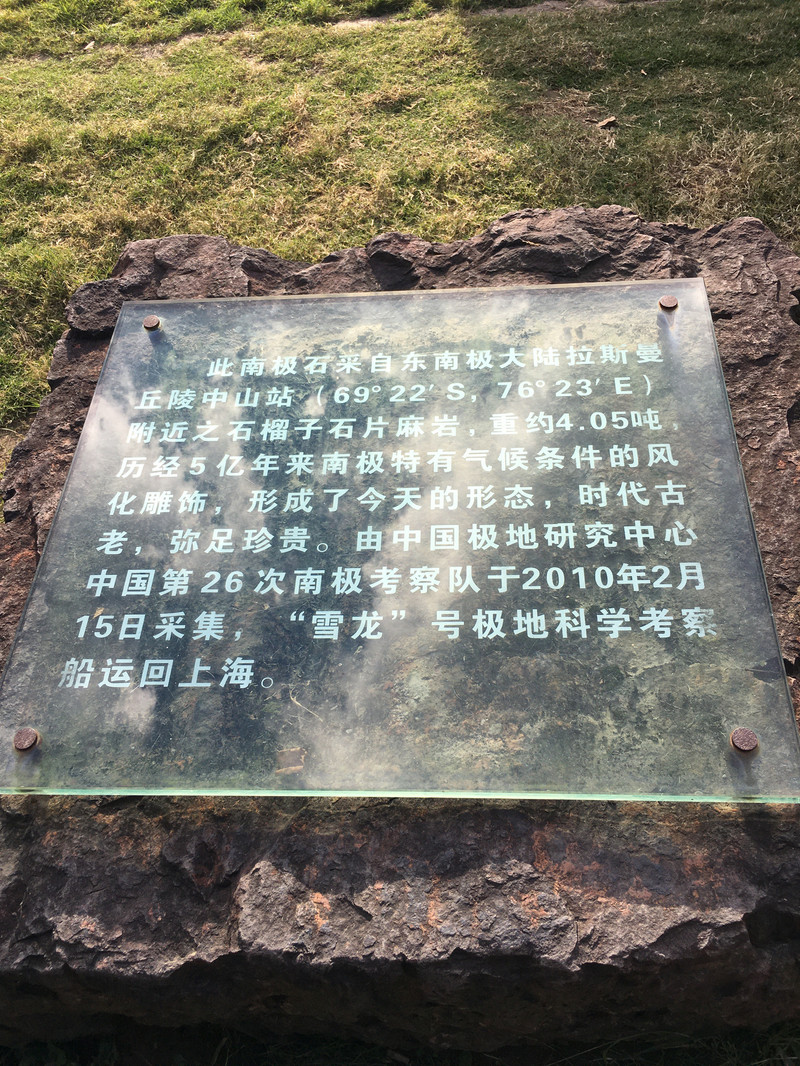 此南极石采自东南极大陆拉斯曼
丘陵中山站（69°22′S，76°23′E）
附近之石榴子石片麻岩，重约4.05吨，
历经5亿年来南极特有气候条件的风
化雕饰，形成了今天的形态，时代古
老，弥足珍贵。由中国极地研究中心
中国第26次南极考察队于2010年2月
15日采集，“雪龙”号极地科学考察
船运回上海。